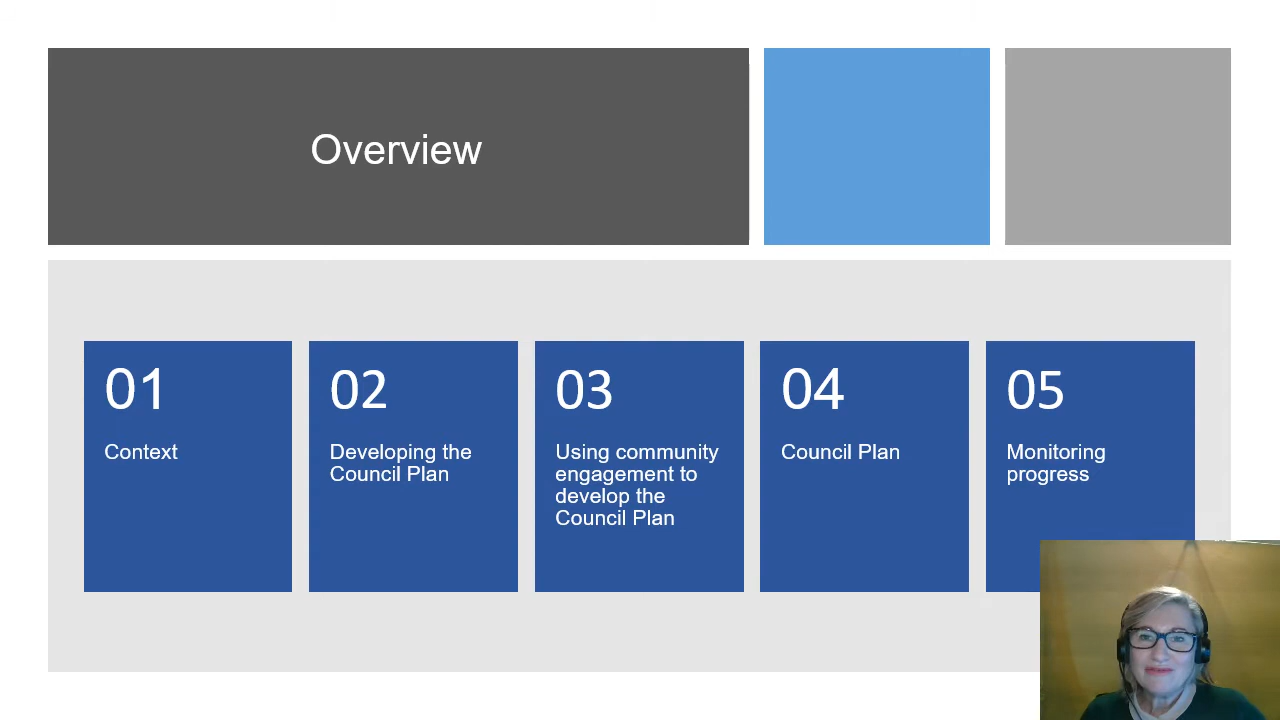 Overview
01
Context
02
Developing the
Council Plan
03
Using community
engagement to
develop the
Council Plan
04
Council Plan
05
Monitoring
progress